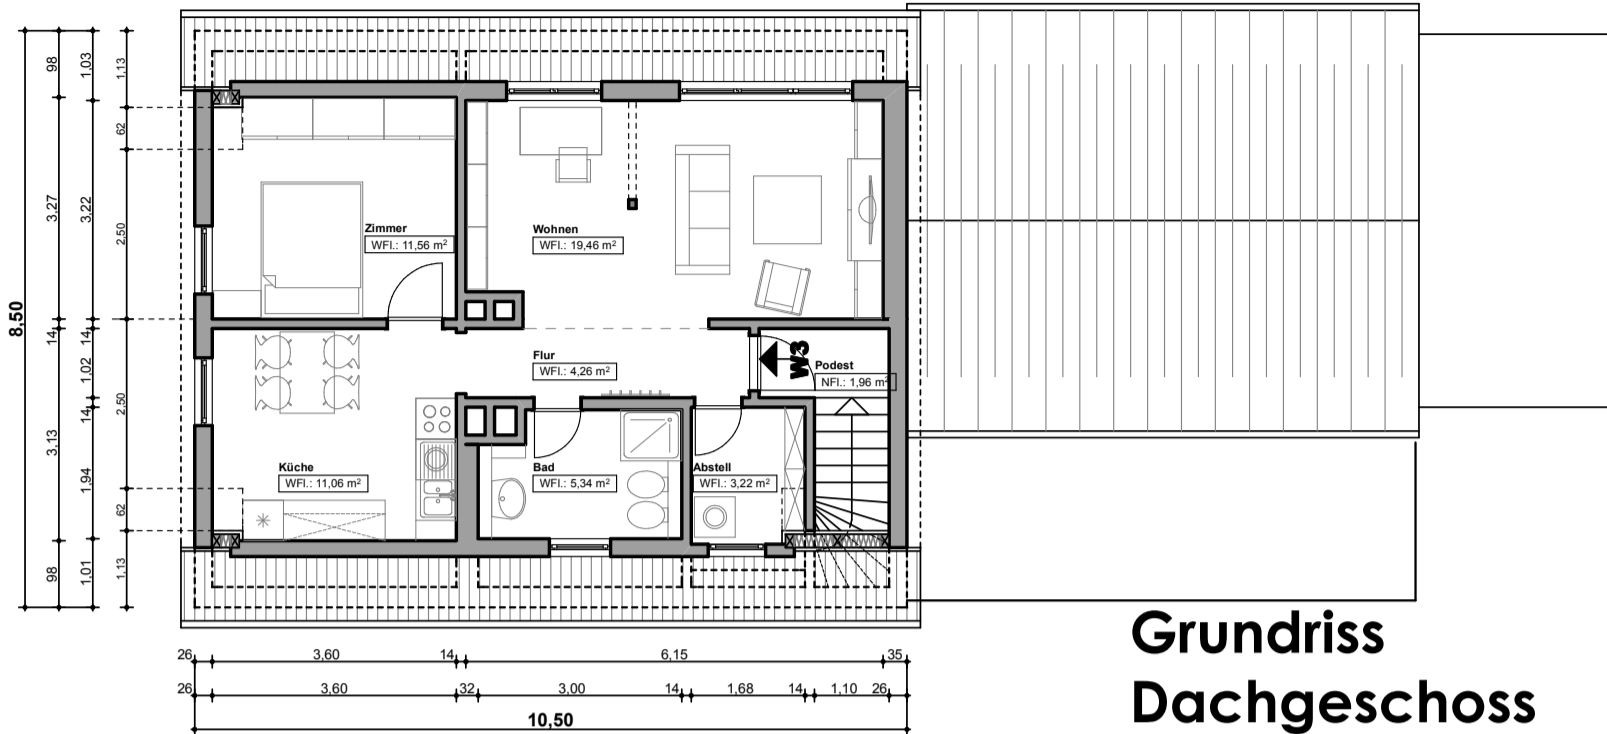 98
1,03
1,13
62
3,27
3,22
2,50
8,50
14
14
1,02
2,50
14
3,13
1,94
62
98
1,01
1,13
Zimmer
WFl.: 11,56 m²
Wohnen
WFl.: 19,46 m²
Flur
WFl.: 4,26 m²
W3
Podest
NFl.: 1,96 m²
Küche
WFl.: 11,06 m²
Bad
WFl.: 5,34 m²
Abstell
WFl.: 3,22 m²
26 3,60 14 6,15 35
26 3,60 32 3,00 14 1,68 14 1,10 26
10,50
Grundriss
Dachgeschoss